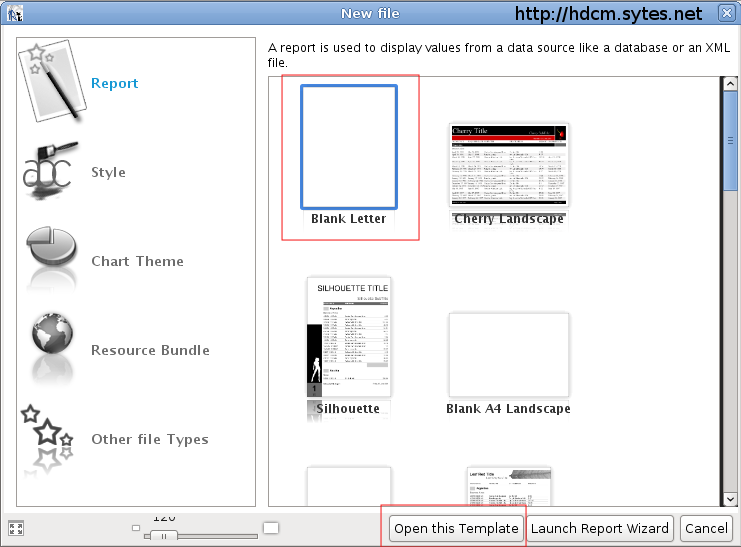 New file
http://hdcm.sytes.net
Report
Style
Chart Theme
Resource Bundle
Other file Types
A report is used to display values from a data source like a database or an XML
file.
Blank Letter
Cherry Title
Cherry Landscape
SILHOUETTE TITLE
Silhouette
Blank A4 Landscape
120
Open this Template
Launch Report Wizard
Cancel